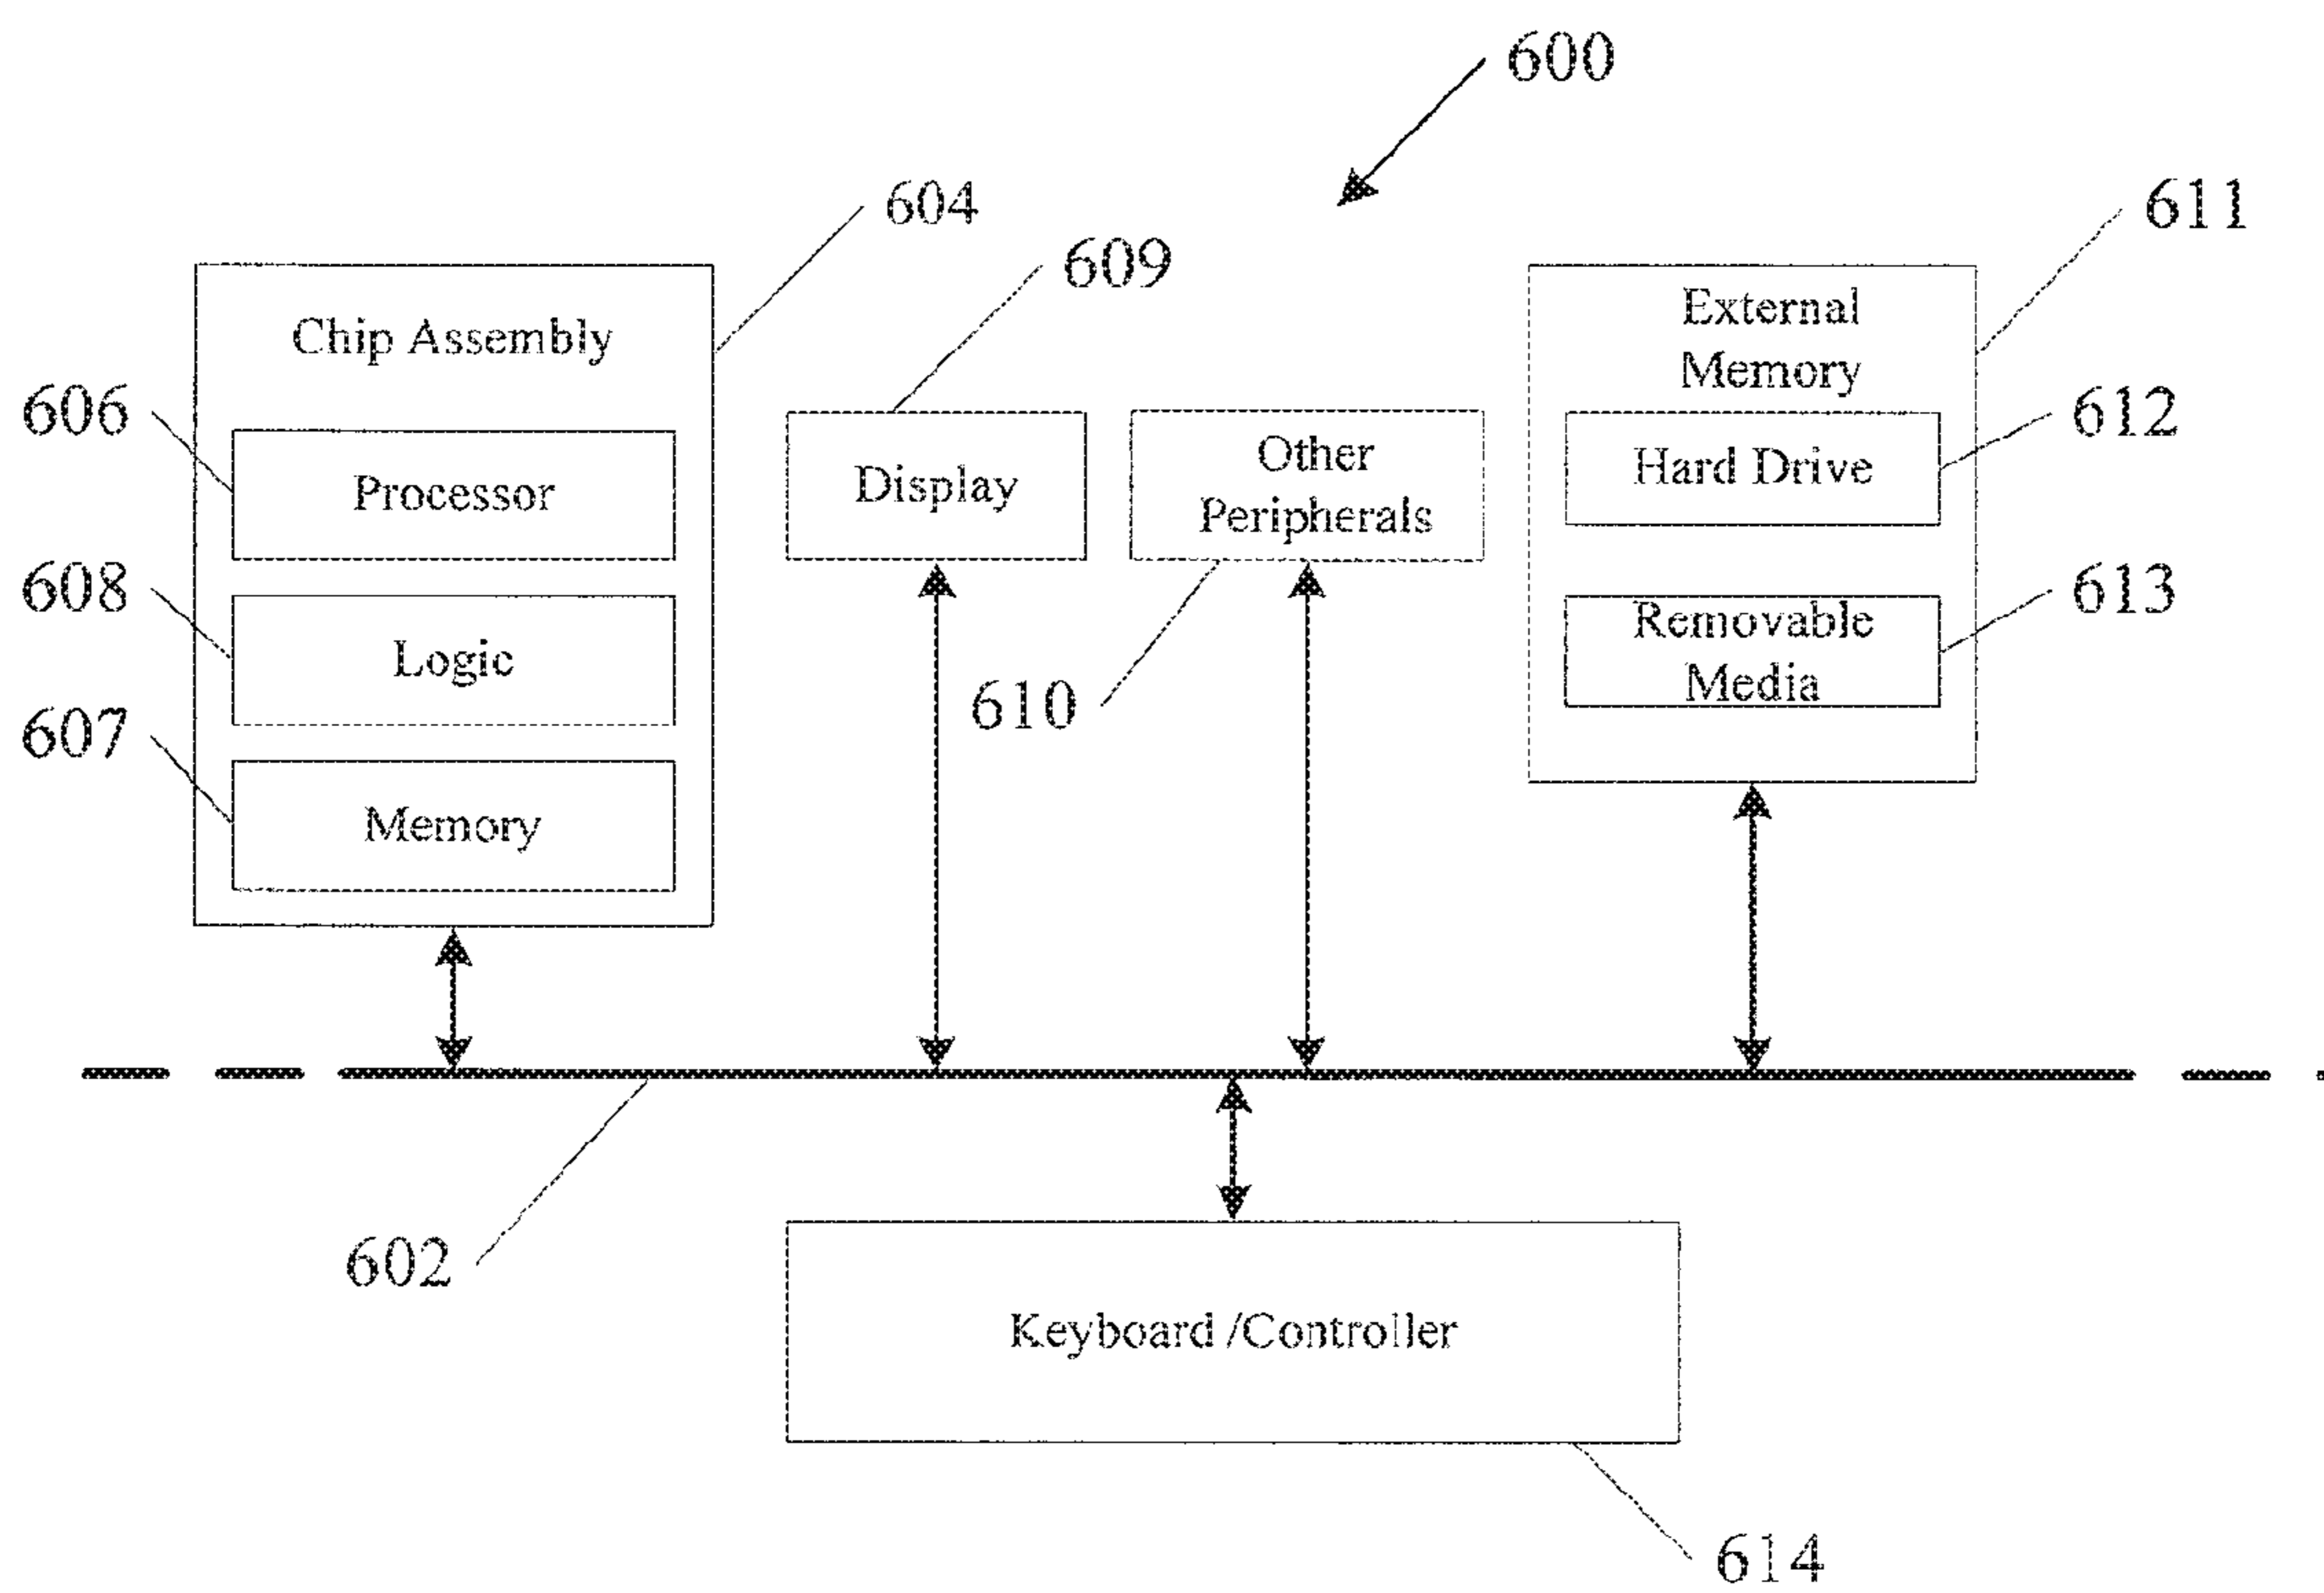 600
604
609
611
Chip Assembly
External
Memory
606
612
Processor
Display
Other
Peripherals
Hard Drive
608
613
Logic
Removable
Media
610
607
Memory
602
Keyboard /Controller
614